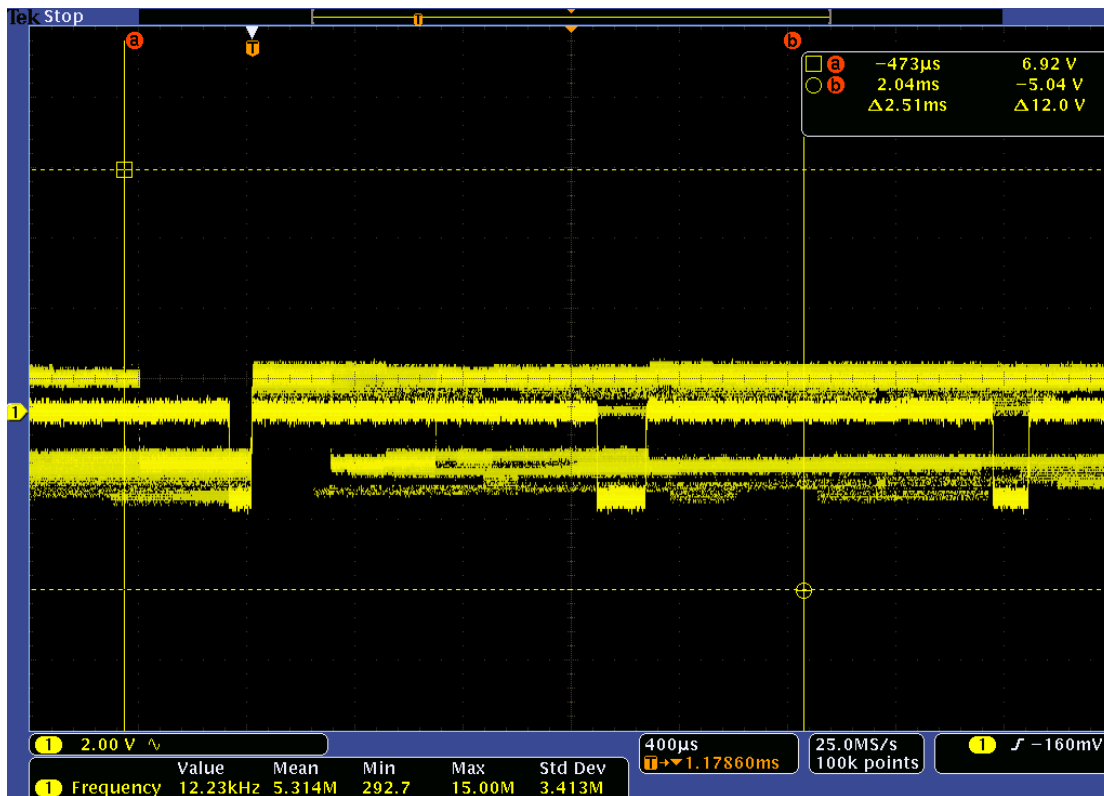 Tek Stop
T
a
T
b
a −473µs 6.92 V
b 2.04ms −5.04 V
Δ2.51ms Δ12.0 V
1
1 2.00 V ∿
400µs
T→▾1.17860ms
25.0MS/s
100k points
1 ƒ −160mV
Value Mean Min Max Std Dev
1 Frequency 12.23kHz 5.314M 292.7 15.00M 3.413M